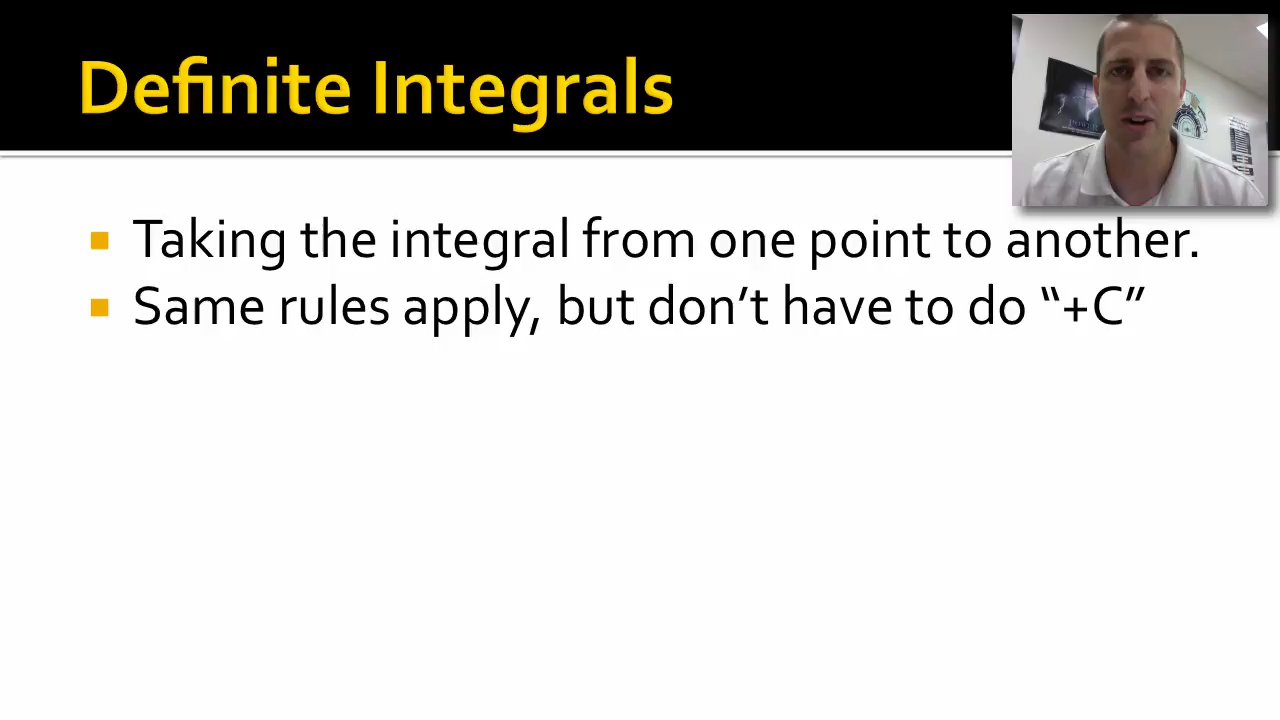 Definite Integrals
Taking the integral from one point to another.
Same rules apply, but don’t have to do “+C”